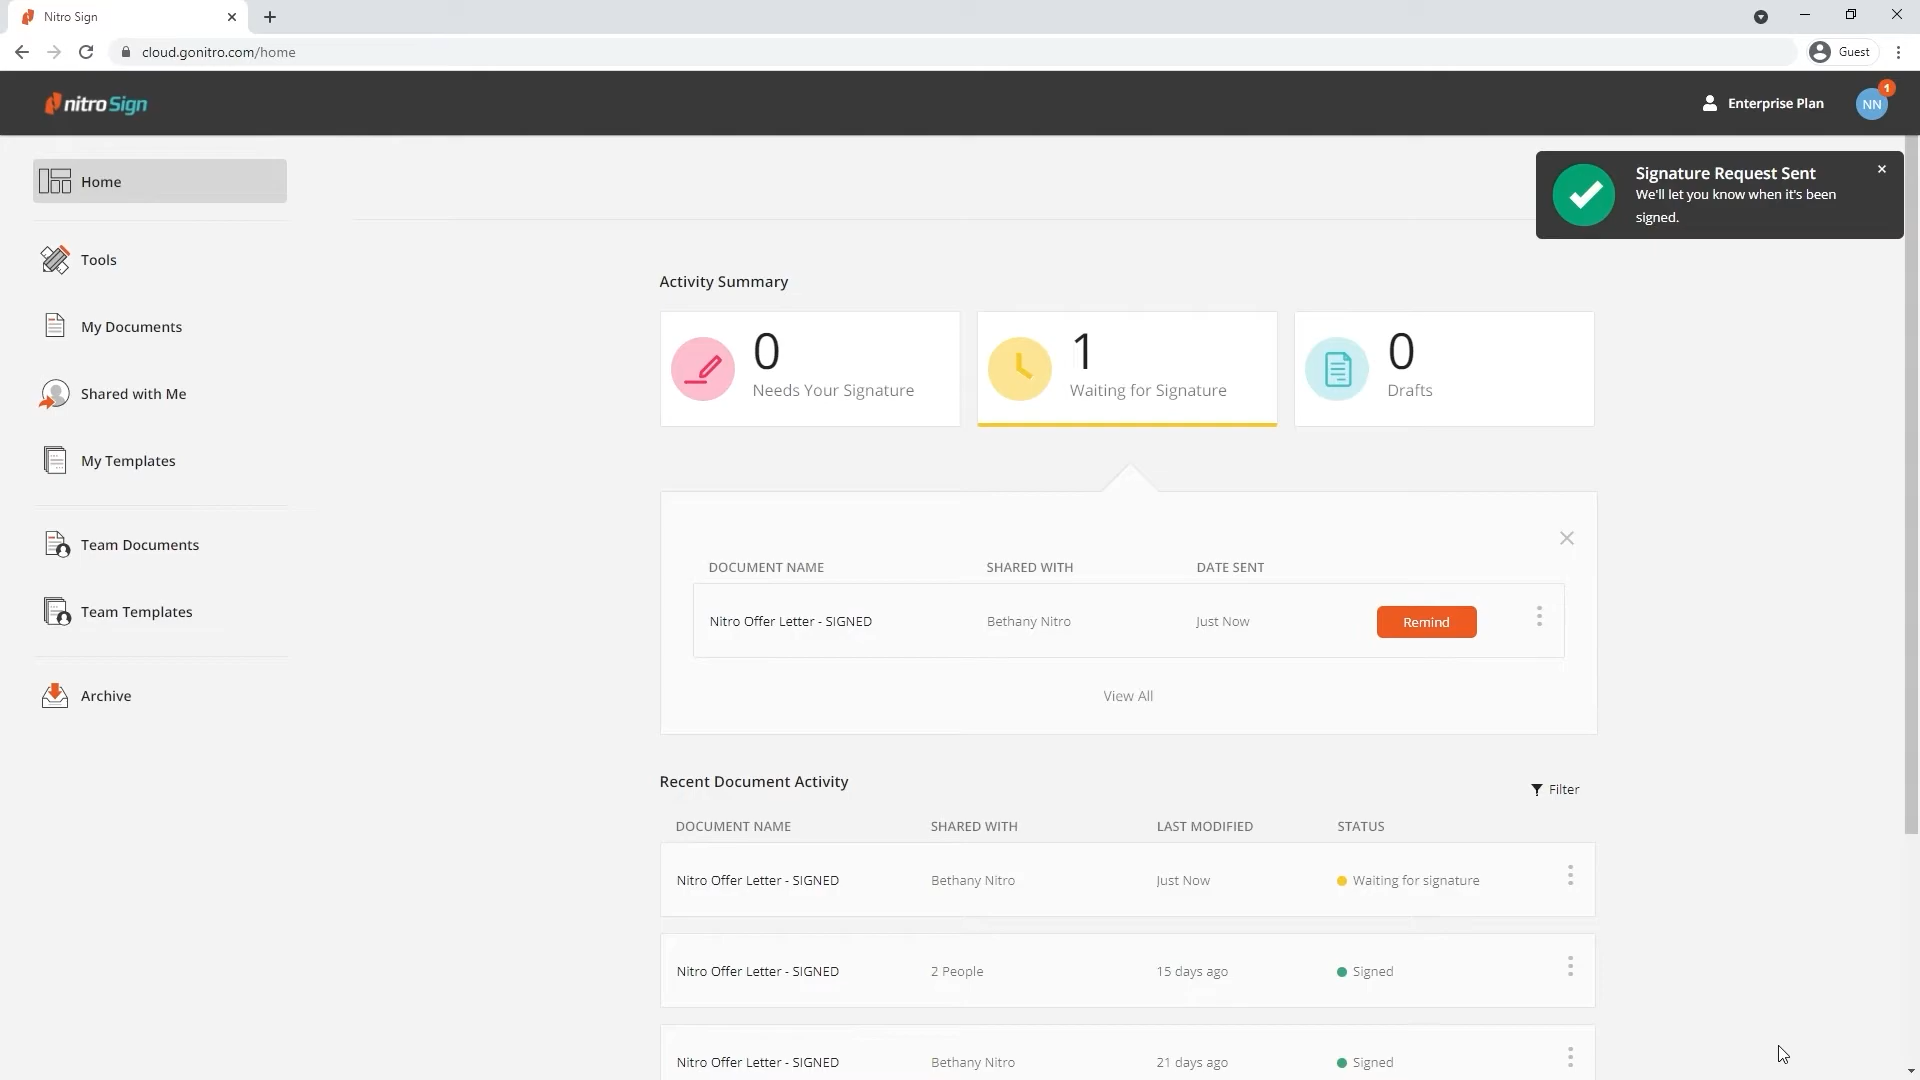 Nitro Sign
cloud.gonitro.com/home
Guest
nitro Sign
Enterprise Plan
NN
1
Home
Tools
My Documents
Shared with Me
My Templates
Team Documents
Team Templates
Archive
Signature Request Sent
We'll let you know when it's been
signed.
Activity Summary
0
Needs Your Signature
1
Waiting for Signature
0
Drafts
DOCUMENT NAME SHARED WITH DATE SENT
Nitro Offer Letter - SIGNED Bethany Nitro Just Now Remind
View All
Recent Document Activity
Filter
DOCUMENT NAME SHARED WITH LAST MODIFIED STATUS
Nitro Offer Letter - SIGNED Bethany Nitro Just Now Waiting for signature
Nitro Offer Letter - SIGNED 2 People 15 days ago Signed
Nitro Offer Letter - SIGNED Bethany Nitro 21 days ago Signed